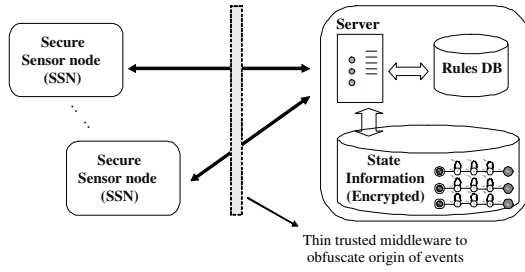 Secure
Sensor node
(SSN)
Secure
Sensor node
(SSN)
Server
Rules DB
State
Information
(Encrypted)
Thin trusted middleware to
obfuscate origin of events